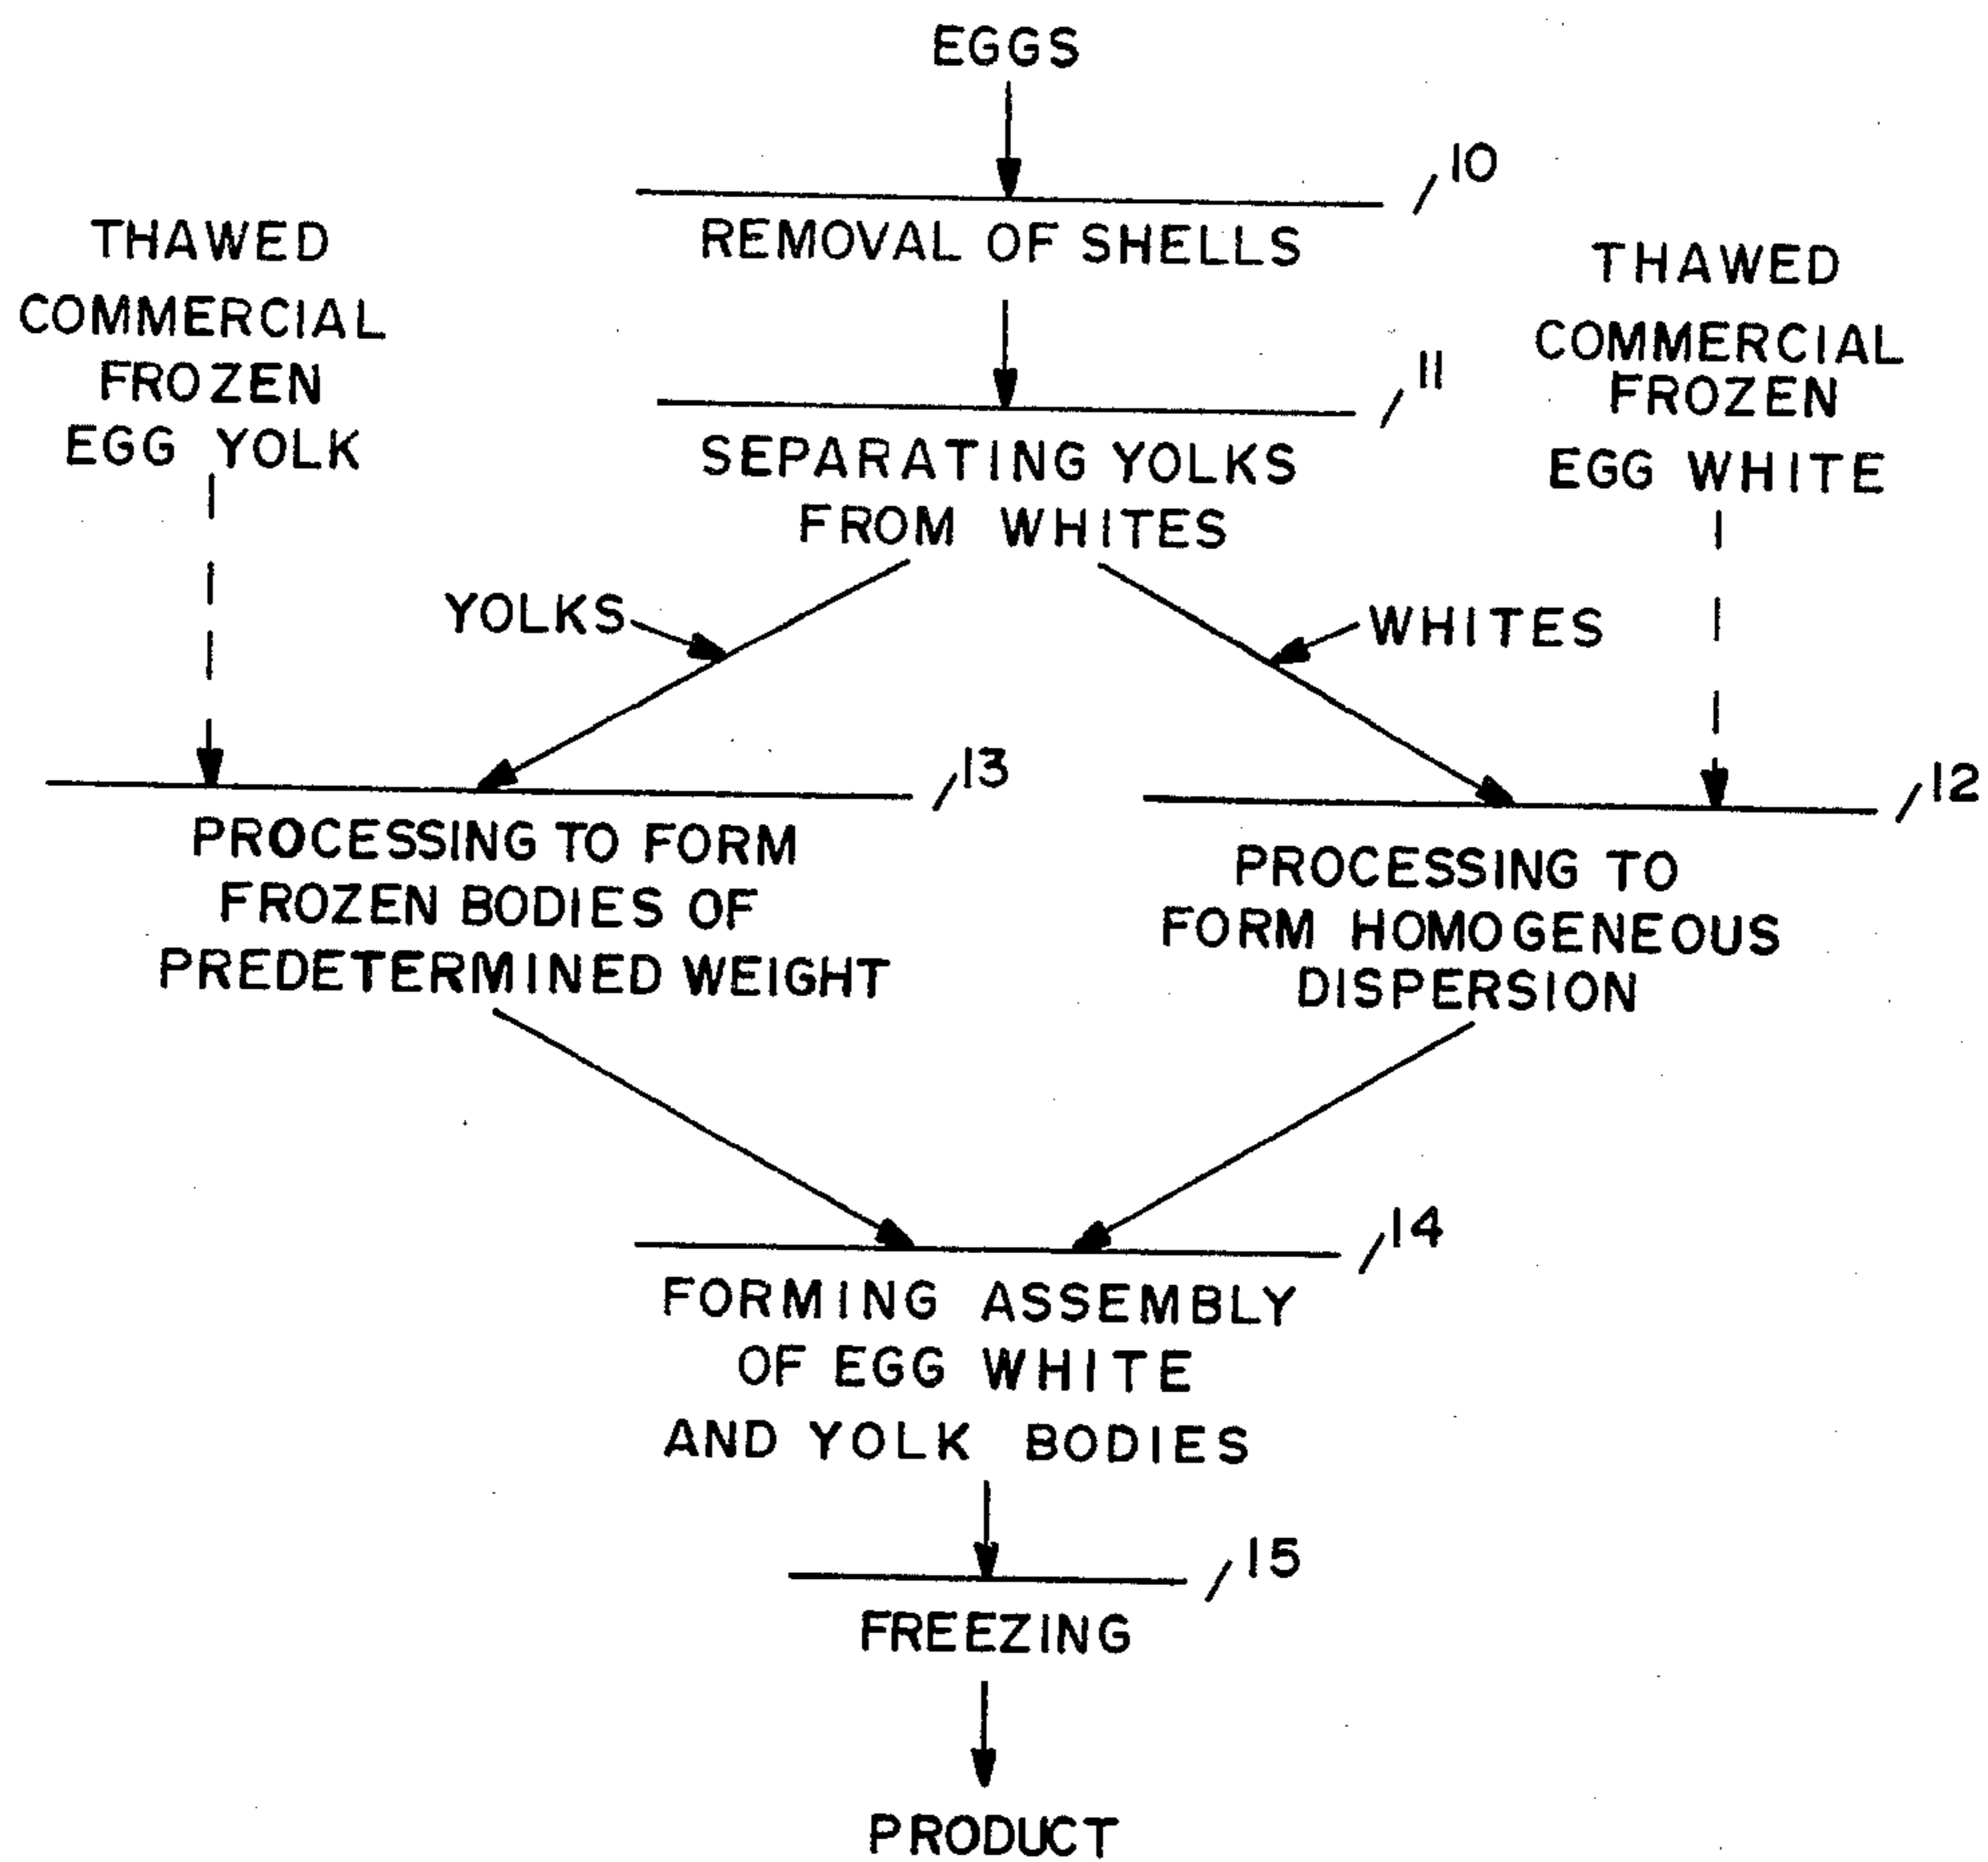 EGGS
10
REMOVAL OF SHELLS
THAWED
COMMERCIAL
FROZEN
EGG YOLK
THAWED
COMMERCIAL
FROZEN
EGG WHITE
11
SEPARATING YOLKS
FROM WHITES
YOLKS
WHITES
13
PROCESSING TO FORM
FROZEN BODIES OF
PREDETERMINED WEIGHT
12
PROCESSING TO
FORM HOMOGENEOUS
DISPERSION
14
FORMING ASSEMBLY
OF EGG WHITE
AND YOLK BODIES
15
FREEZING
PRODUCT